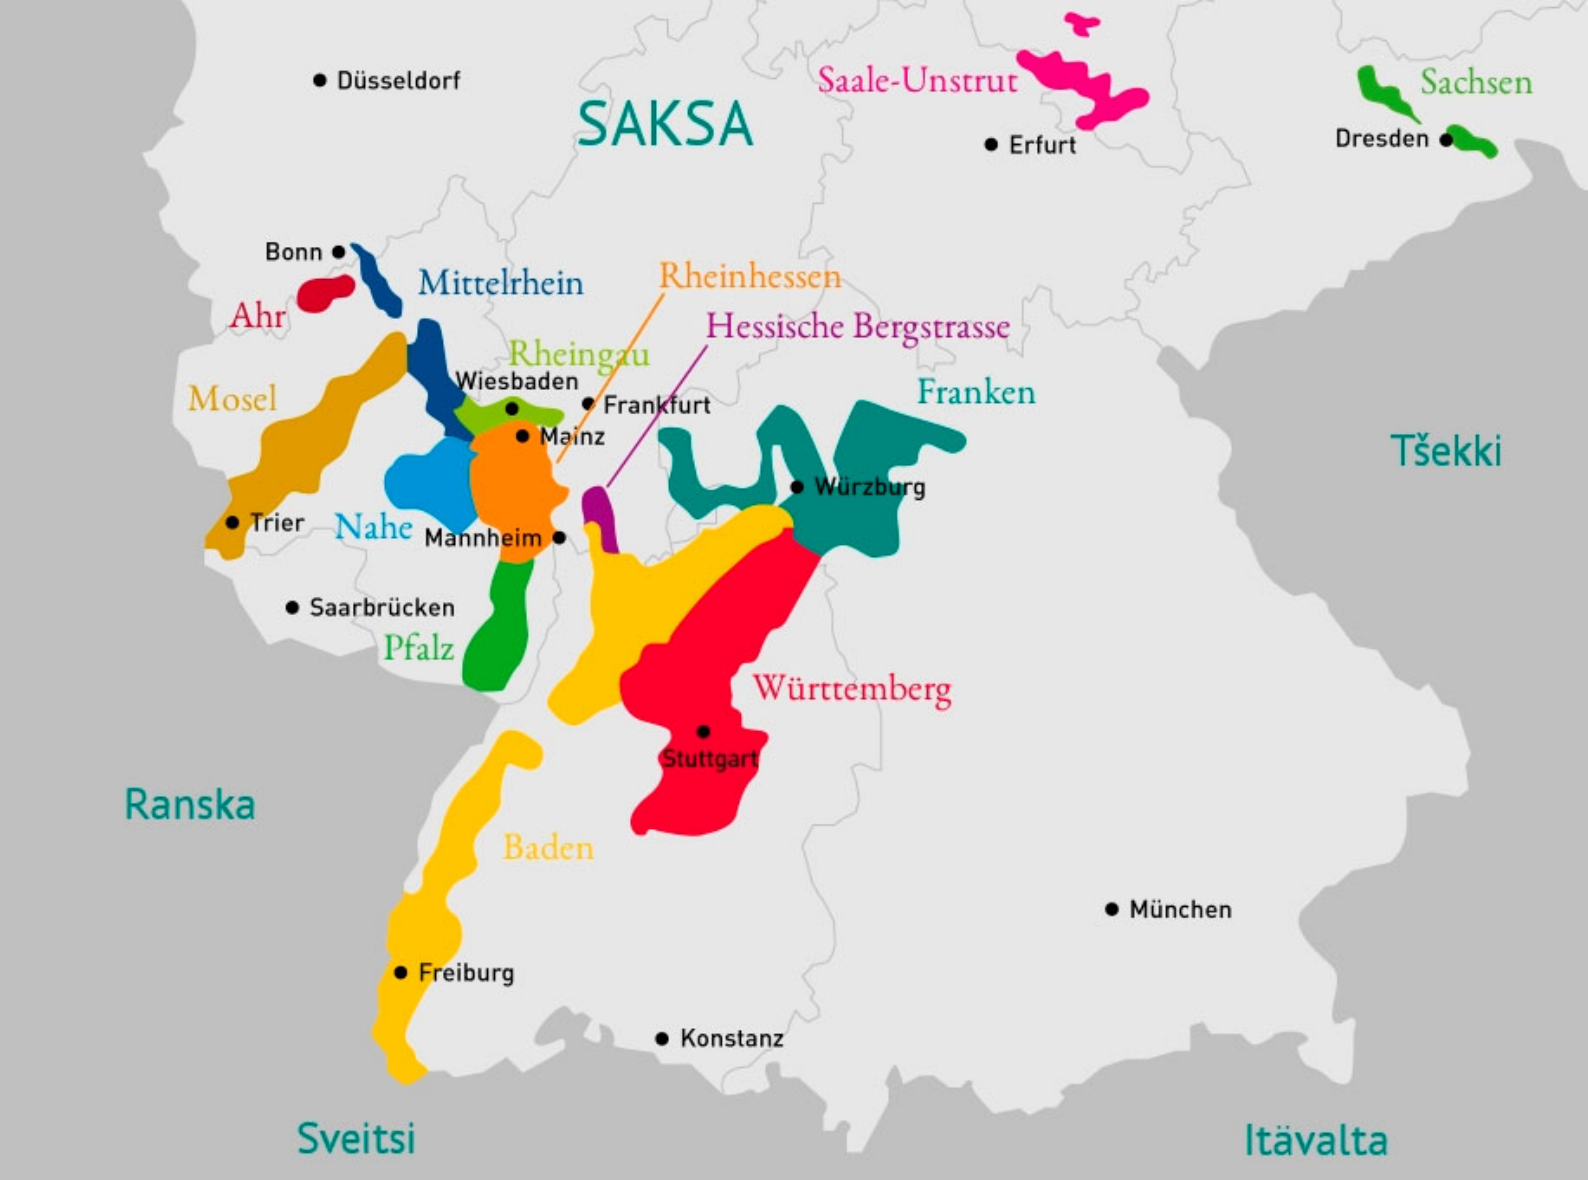 Düsseldorf
SAKSA
Saale-Unstrut
Sachsen
Erfurt
Dresden
Bonn
Mittelrhein
Rheinhessen
Ahr
Hessische Bergstrasse
Rheingau
Wiesbaden
Mosel
Frankfurt
Franken
Mainz
Tšekki
Würzburg
Trier
Nahe
Mannheim
Saarbrücken
Pfalz
Württemberg
Stuttgart
Ranska
Baden
München
Freiburg
Konstanz
Sveitsi
Itävalta